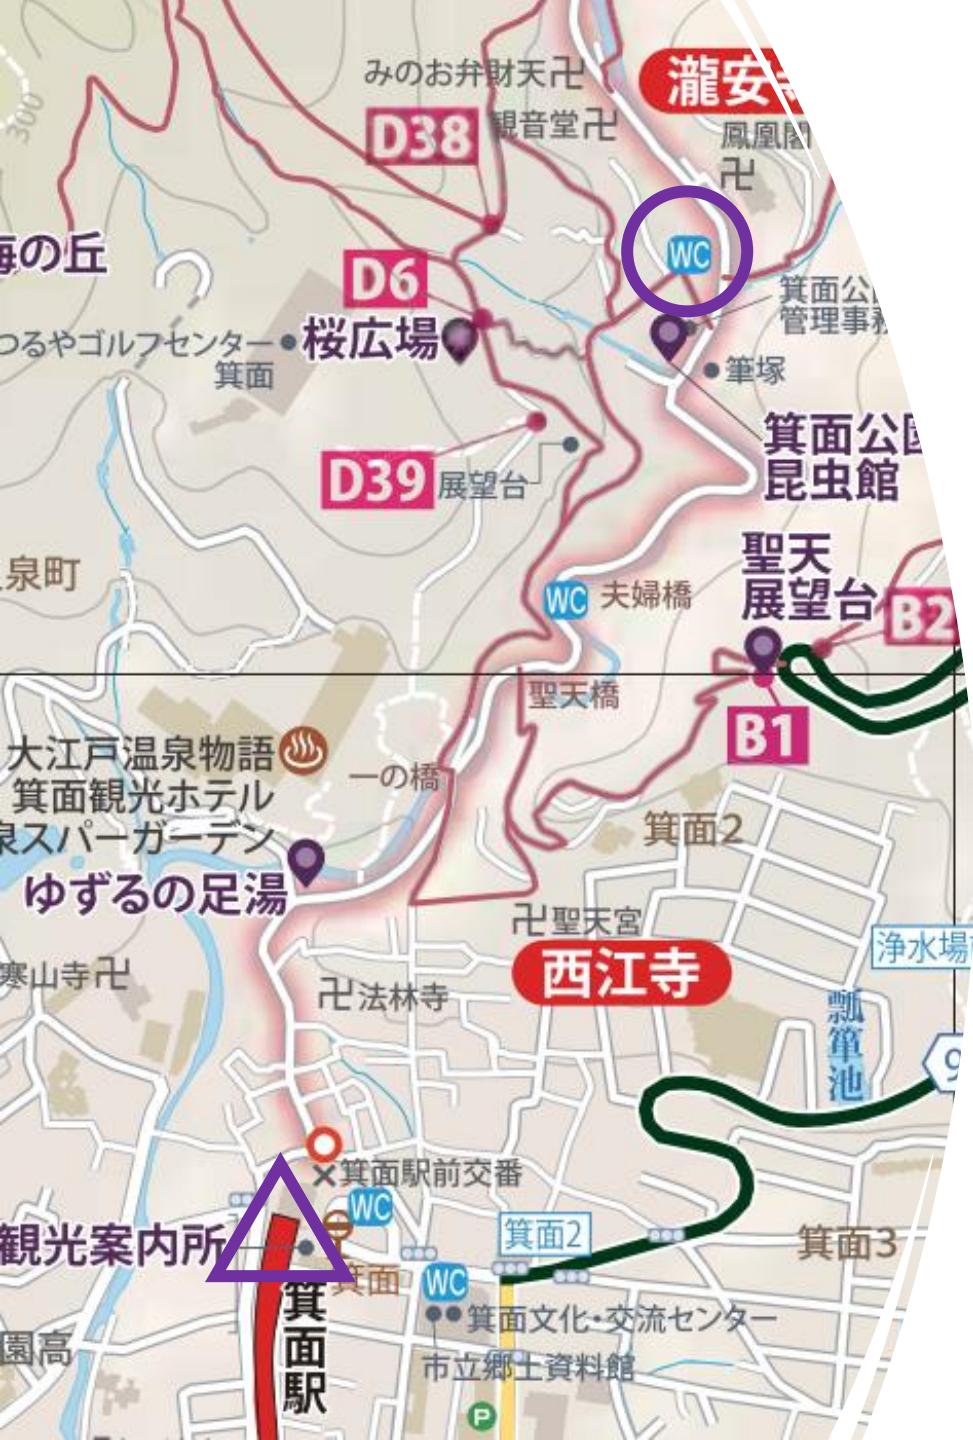 みのお弁財天卍
瀧安寺
D38
観音堂卍
鳳凰閣
卍
300
の丘
WC
D6
箕面公
管理事務
桜広場
つるやゴルフセンター
箕面
筆塚
箕面公園
昆虫館
D39
展望台
聖天
展望台
泉町
WC
夫婦橋
B2
聖天橋
B1
大江戸温泉物語
箕面観光ホテル
泉スパーガーデン
一の橋
箕面2
ゆずるの足湯
卍聖天宮
西江寺
浄水場
寒山寺卍
卍法林寺
瓢箪池
9
×箕面駅前交番
WC
観光案内所
箕面2
箕面3
箕面
WC
箕面駅
箕面文化・交流センター
園高
市立郷土資料館
P